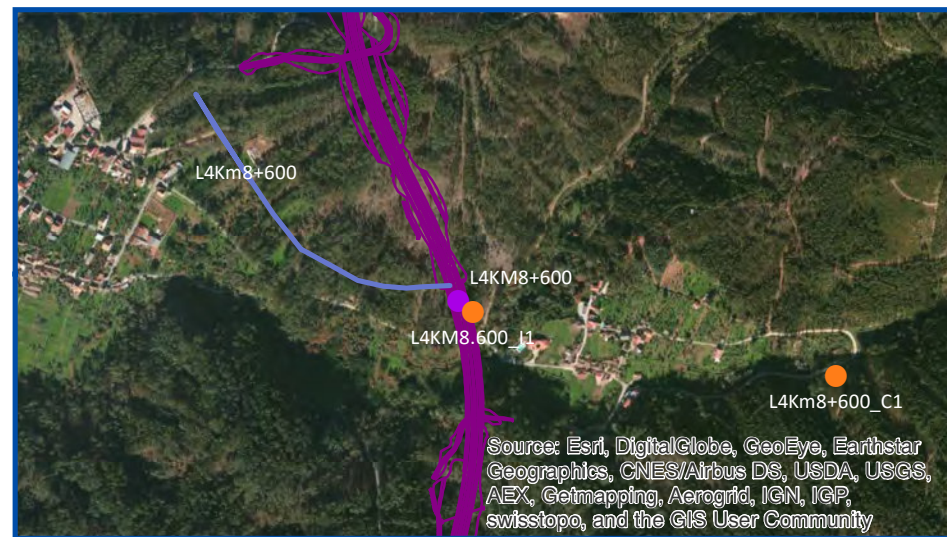 L4Km8+600
L4KM8+600
L4KM8.600_J1
L4Km8+600_C1
Source: Esri, DigitalGlobe, GeoEye, Earthstar
Geographics, CNES/Airbus DS, USDA, USGS,
AEX, Getmapping, Aerogrid, IGN, IGP,
swisstopo, and the GIS User Community